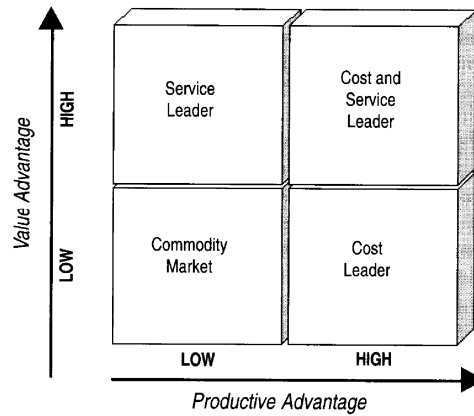 Value Advantage
HIGH
LOW
Service
Leader
Cost and
Service
Leader
Commodity
Market
Cost
Leader
LOW
HIGH
Productive Advantage